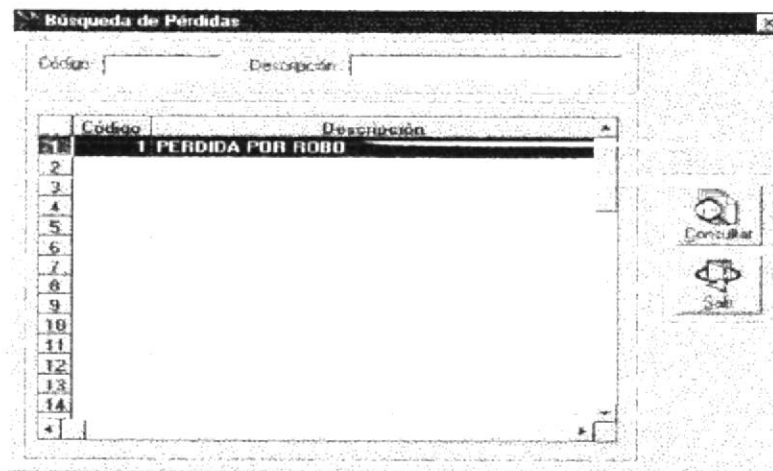 Búsqueda de Pérdidas
Código Descripción
Código Descripción
1 1 PERDIDA POR ROBO
2
3
4
5
6
7
8
9
10
11
12
13
14
Consultar
Salir